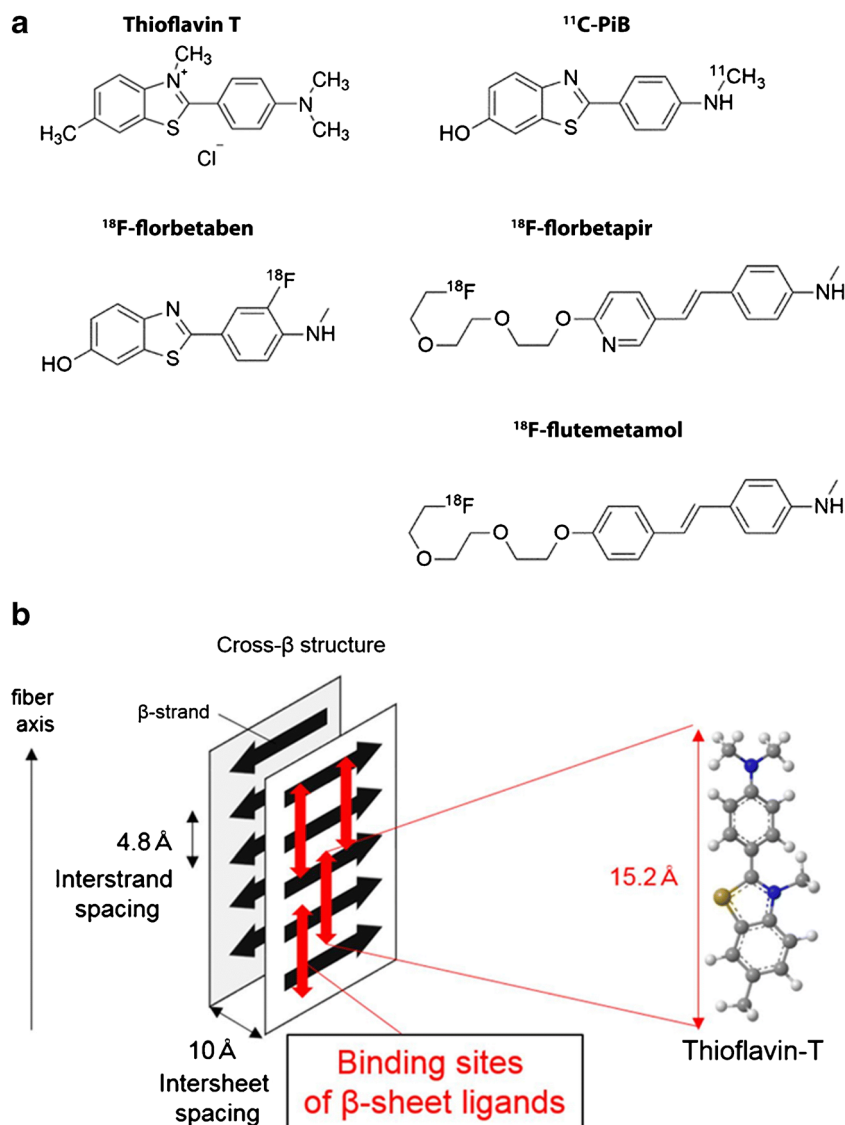 a
Thioflavin T
CH₃
N⁺
CH₃
N
S
CH₃
H₃C
Cl⁻
¹¹C-PiB
¹¹CH₃
N
NH
S
HO
¹⁸F-florbetaben
¹⁸F
N
NH
S
HO
¹⁸F-florbetapir
¹⁸F
O
O
NH
O
N
¹⁸F-flutemetamol
¹⁸F
O
O
NH
O
b
Cross-β structure
fiber
axis
β-strand
4.8 Å
Interstrand
spacing
15.2 Å
10 Å
Intersheet
spacing
Binding sites
of β-sheet ligands
Thioflavin-T